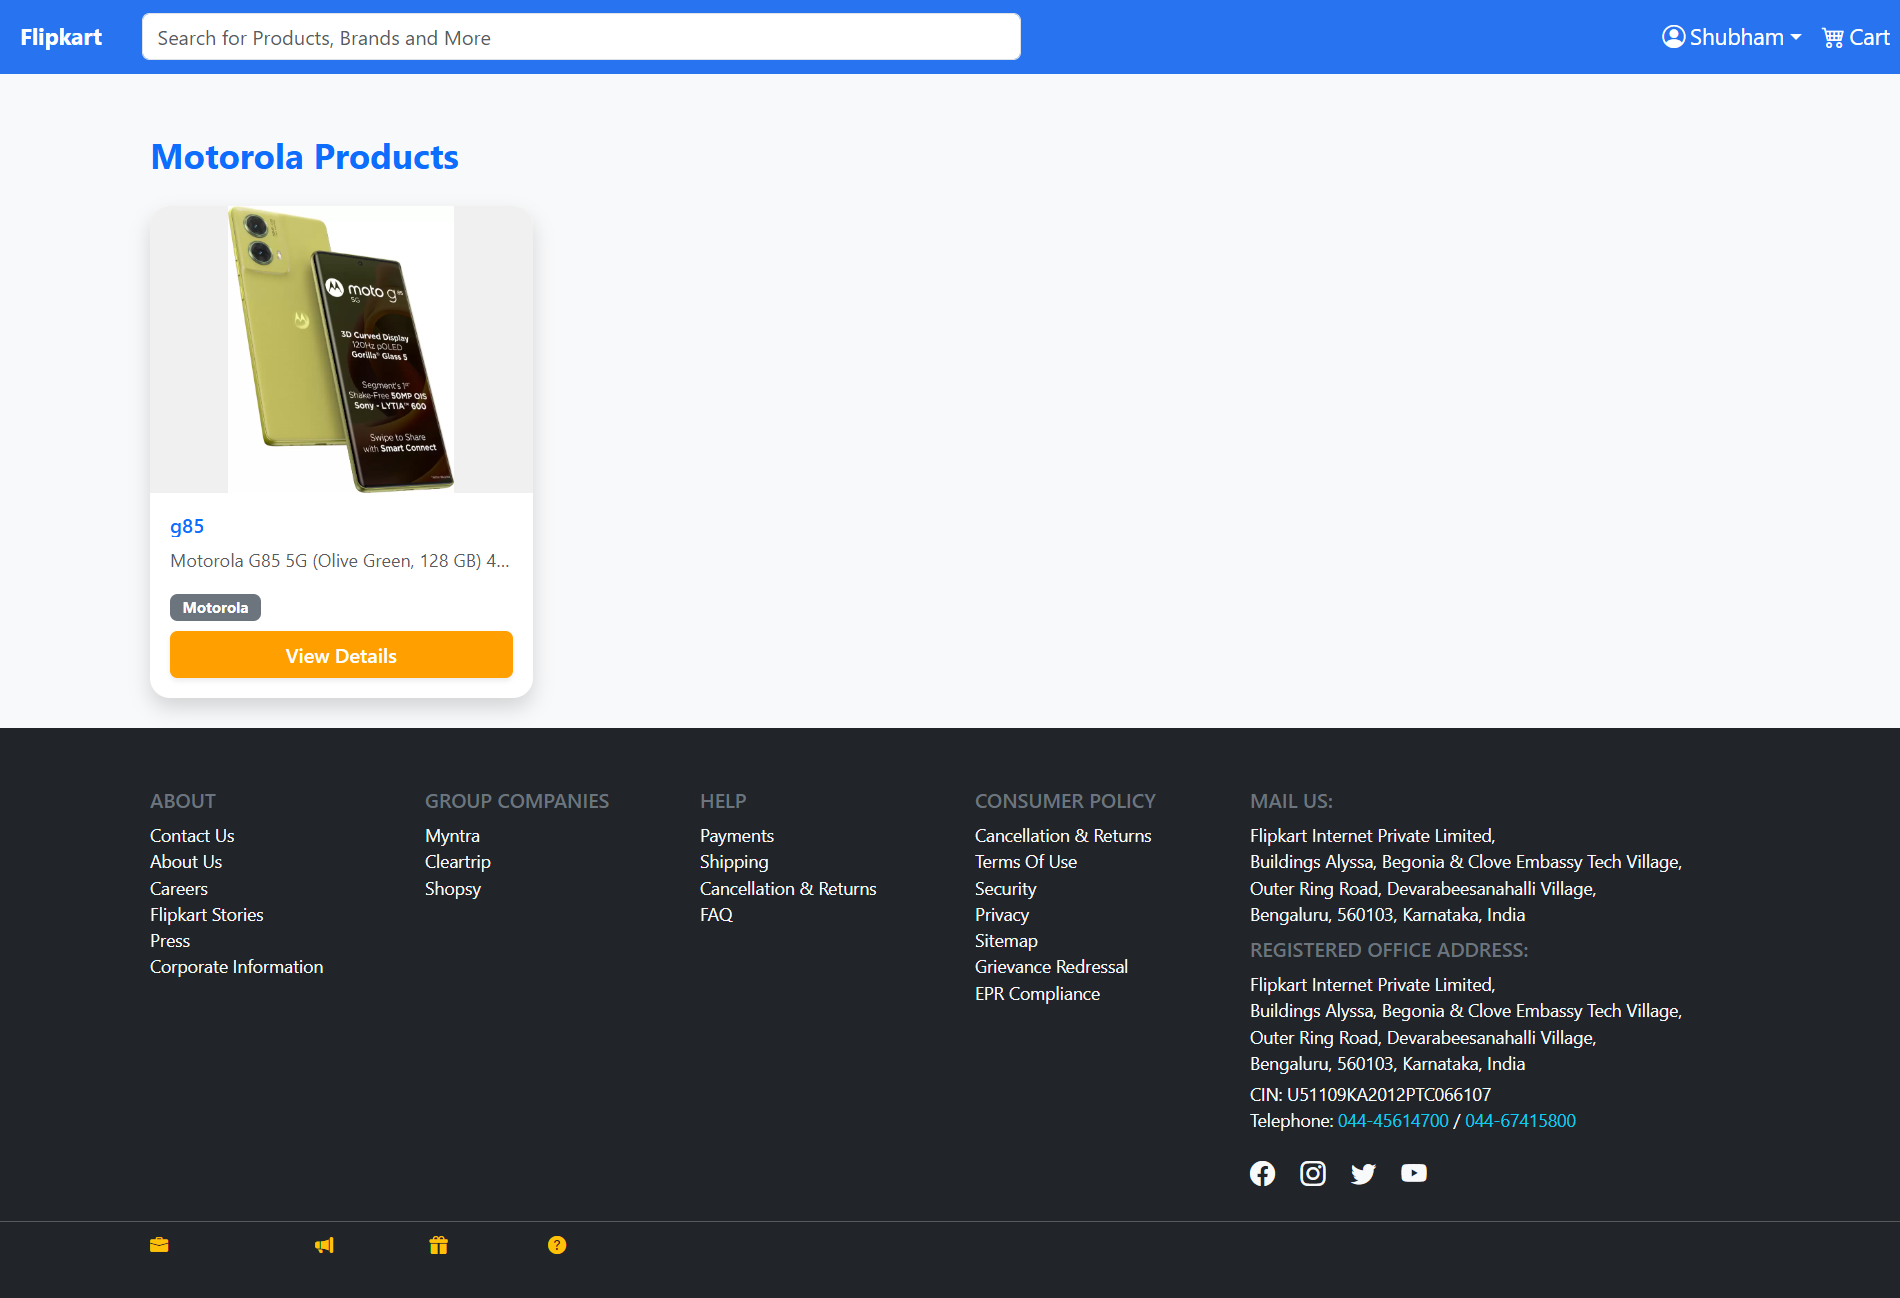 Flipkart
Search for Products, Brands and More
Shubham
Cart
Motorola Products
moto g85
5G
3D Curved Display
120Hz pOLED
Gorilla® Glass 5
Segment's 1st
Shake-Free 50MP OIS
Sony - LYTIA™ 600
Swipe to Share
with Smart Connect
g85
Motorola G85 5G (Olive Green, 128 GB) 4...
Motorola
View Details
ABOUT
Contact Us
About Us
Careers
Flipkart Stories
Press
Corporate Information
GROUP COMPANIES
Myntra
Cleartrip
Shopsy
HELP
Payments
Shipping
Cancellation & Returns
FAQ
CONSUMER POLICY
Cancellation & Returns
Terms Of Use
Security
Privacy
Sitemap
Grievance Redressal
EPR Compliance
MAIL US:
Flipkart Internet Private Limited,
Buildings Alyssa, Begonia & Clove Embassy Tech Village,
Outer Ring Road, Devarabeesanahalli Village,
Bengaluru, 560103, Karnataka, India
REGISTERED OFFICE ADDRESS:
Flipkart Internet Private Limited,
Buildings Alyssa, Begonia & Clove Embassy Tech Village,
Outer Ring Road, Devarabeesanahalli Village,
Bengaluru, 560103, Karnataka, India
CIN: U51109KA2012PTC066107
Telephone: 044-45614700 / 044-67415800